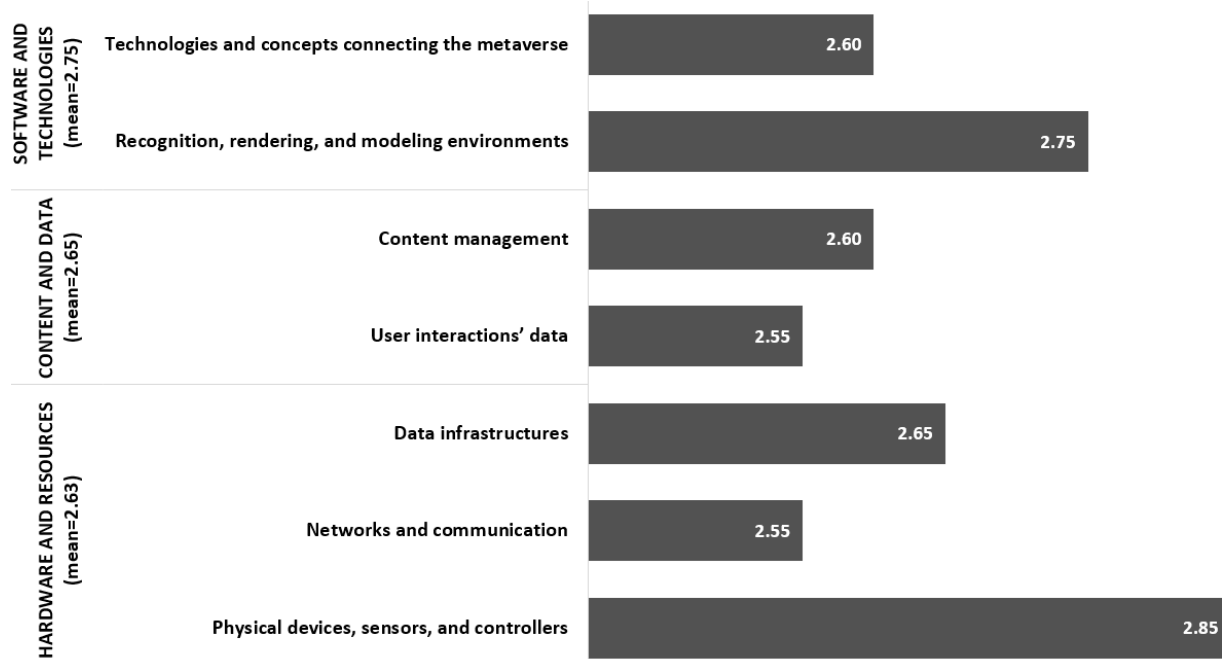 SOFTWARE AND
TECHNOLOGIES
(mean=2.75)
Technologies and concepts connecting the metaverse
2.60
Recognition, rendering, and modeling environments
2.75
CONTENT AND DATA
(mean=2.65)
Content management
2.60
User interactions’ data
2.55
HARDWARE AND RESOURCES
(mean=2.63)
Data infrastructures
2.65
Networks and communication
2.55
Physical devices, sensors, and controllers
2.85